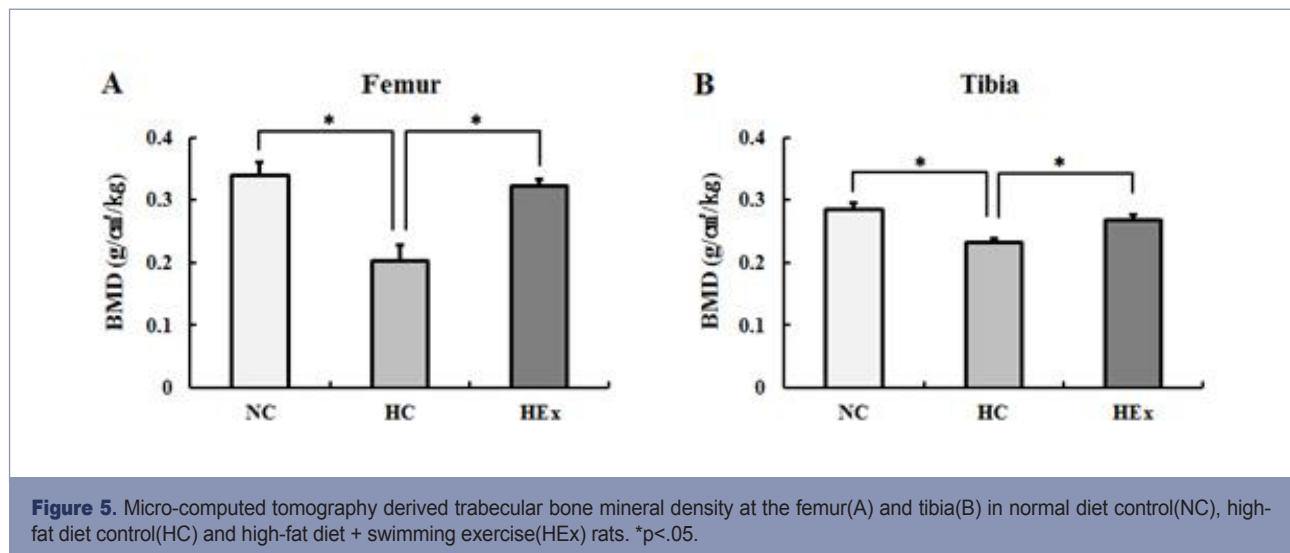 A Femur
B Tibia
* *
* *
BMD (g/c㎡/kg)
0.4
0.3
0.2
0.1
0
NC HC HEx
BMD (g/c㎡/kg)
0.4
0.3
0.2
0.1
0
NC HC HEx
Figure 5. Micro-computed tomography derived trabecular bone mineral density at the femur(A) and tibia(B) in normal diet control(NC), high-
fat diet control(HC) and high-fat diet + swimming exercise(HEx) rats. *p<.05.